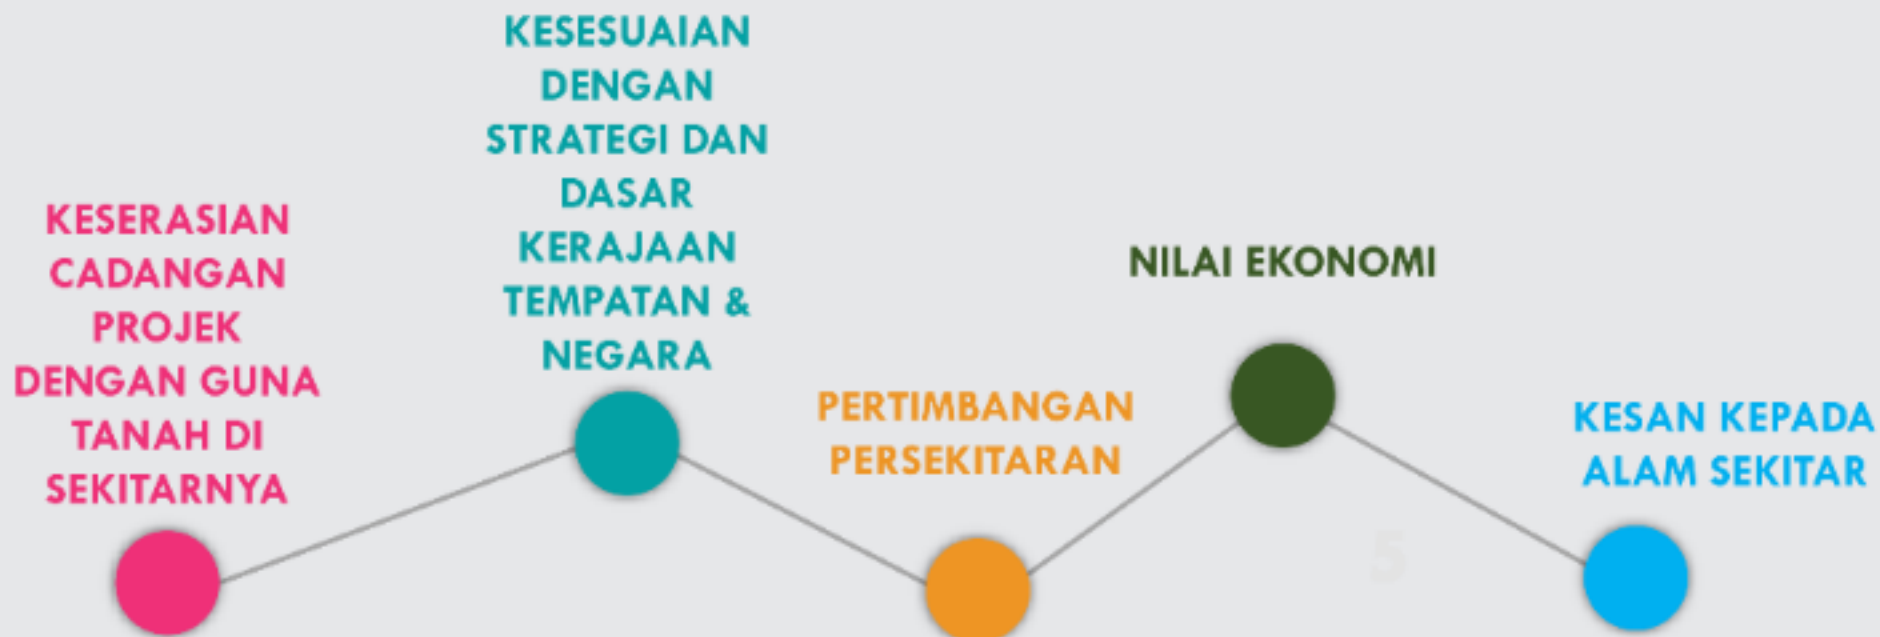 KESERASIAN
CADANGAN
PROJEK
DENGAN GUNA
TANAH DI
SEKITARNYA
KESESUAIAN
DENGAN
STRATEGI DAN
DASAR
KERAJAAN
TEMPATAN &
NEGARA
PERTIMBANGAN
PERSEKITARAN
NILAI EKONOMI
KESAN KEPADA
ALAM SEKITAR
5